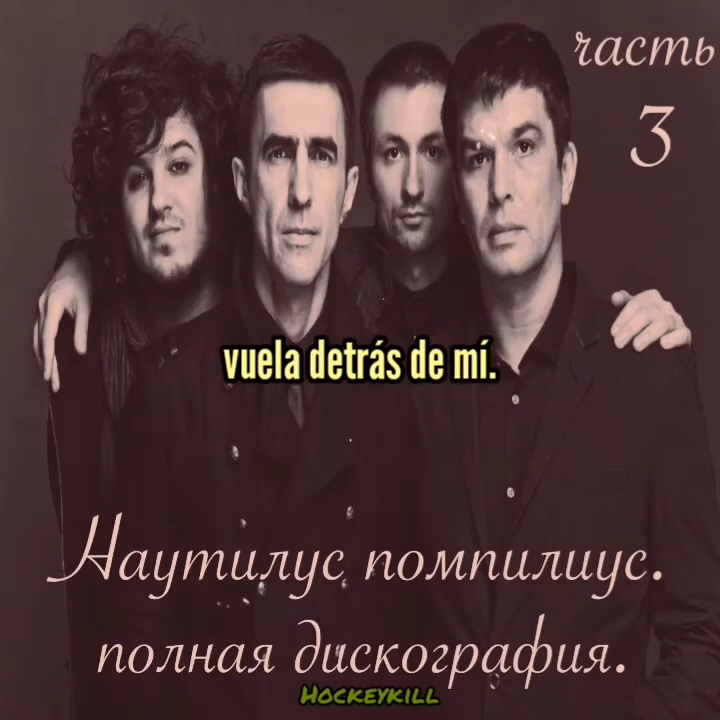 часть
3
vuela detrás de mí.
Наутилус помпилиус.
полная дискография.
HOCKEYKILL